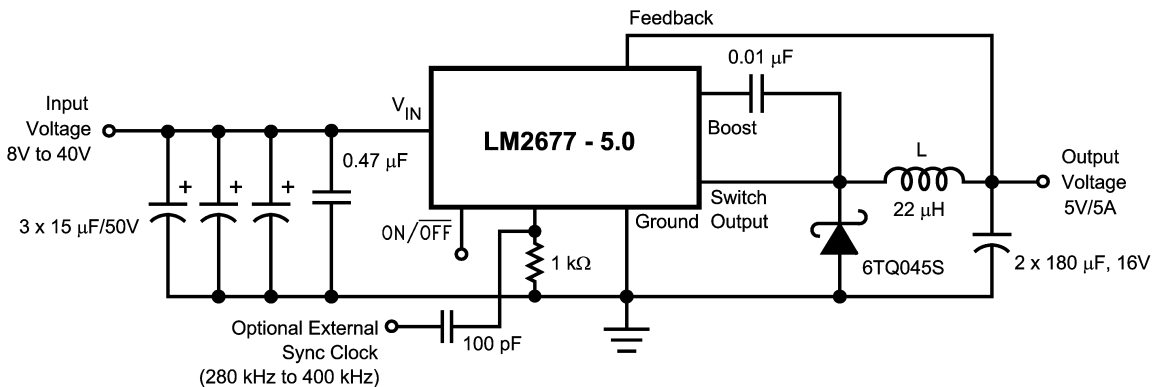 Feedback
0.01 µF
Input
Voltage
8V to 40V
VIN
LM2677 - 5.0
Boost
0.47 µF
L
Output
Voltage
5V/5A
3 x 15 µF/50V
+
+
+
ON/O̅F̅F̅
Ground
Switch
Output
22 µH
1 kΩ
6TQ045S
2 x 180 µF, 16V
Optional External
Sync Clock
(280 kHz to 400 kHz)
100 pF